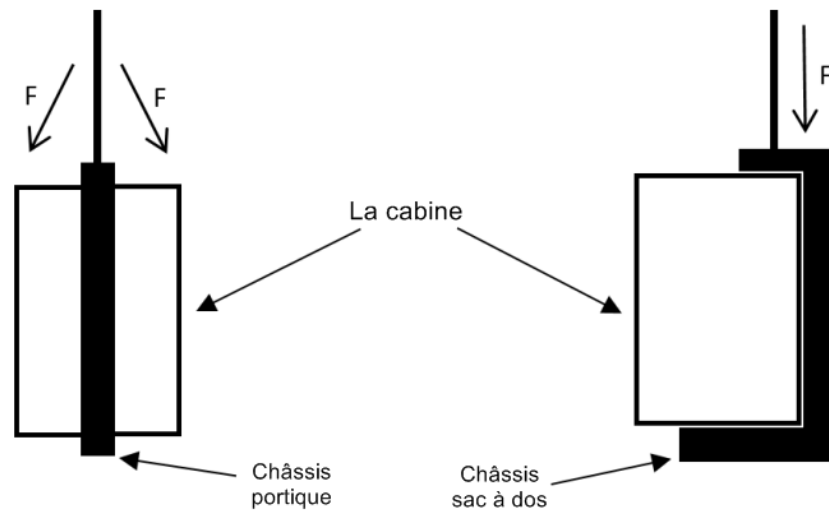 F
F
F
La cabine
Châssis
portique
Châssis
sac à dos